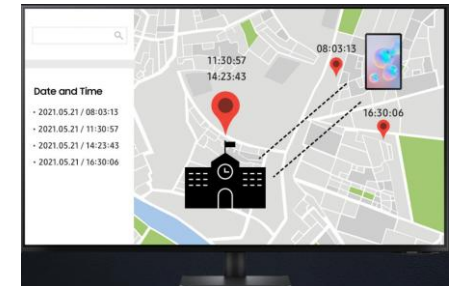 Date and Time
• 2021.05.21 / 08:03:13
• 2021.05.21 / 11:30:57
• 2021.05.21 / 14:23:43
• 2021.05.21 / 16:30:06
11:30:57
14:23:43
08:03:13
16:30:06